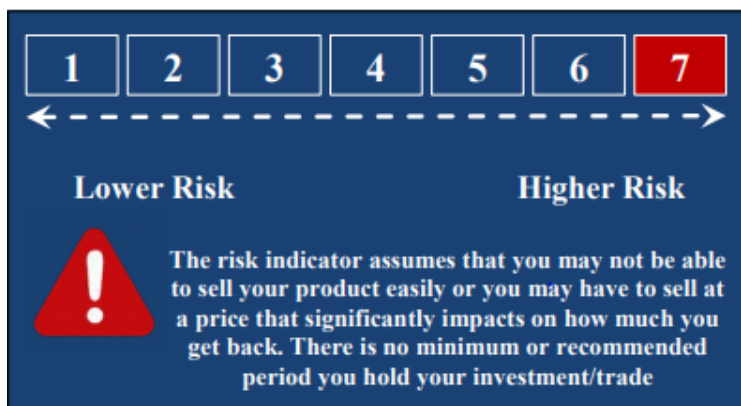 1 2 3 4 5 6 7
Lower Risk Higher Risk
The risk indicator assumes that you may not be able
to sell your product easily or you may have to sell at
a price that significantly impacts on how much you
get back. There is no minimum or recommended
period you hold your investment/trade